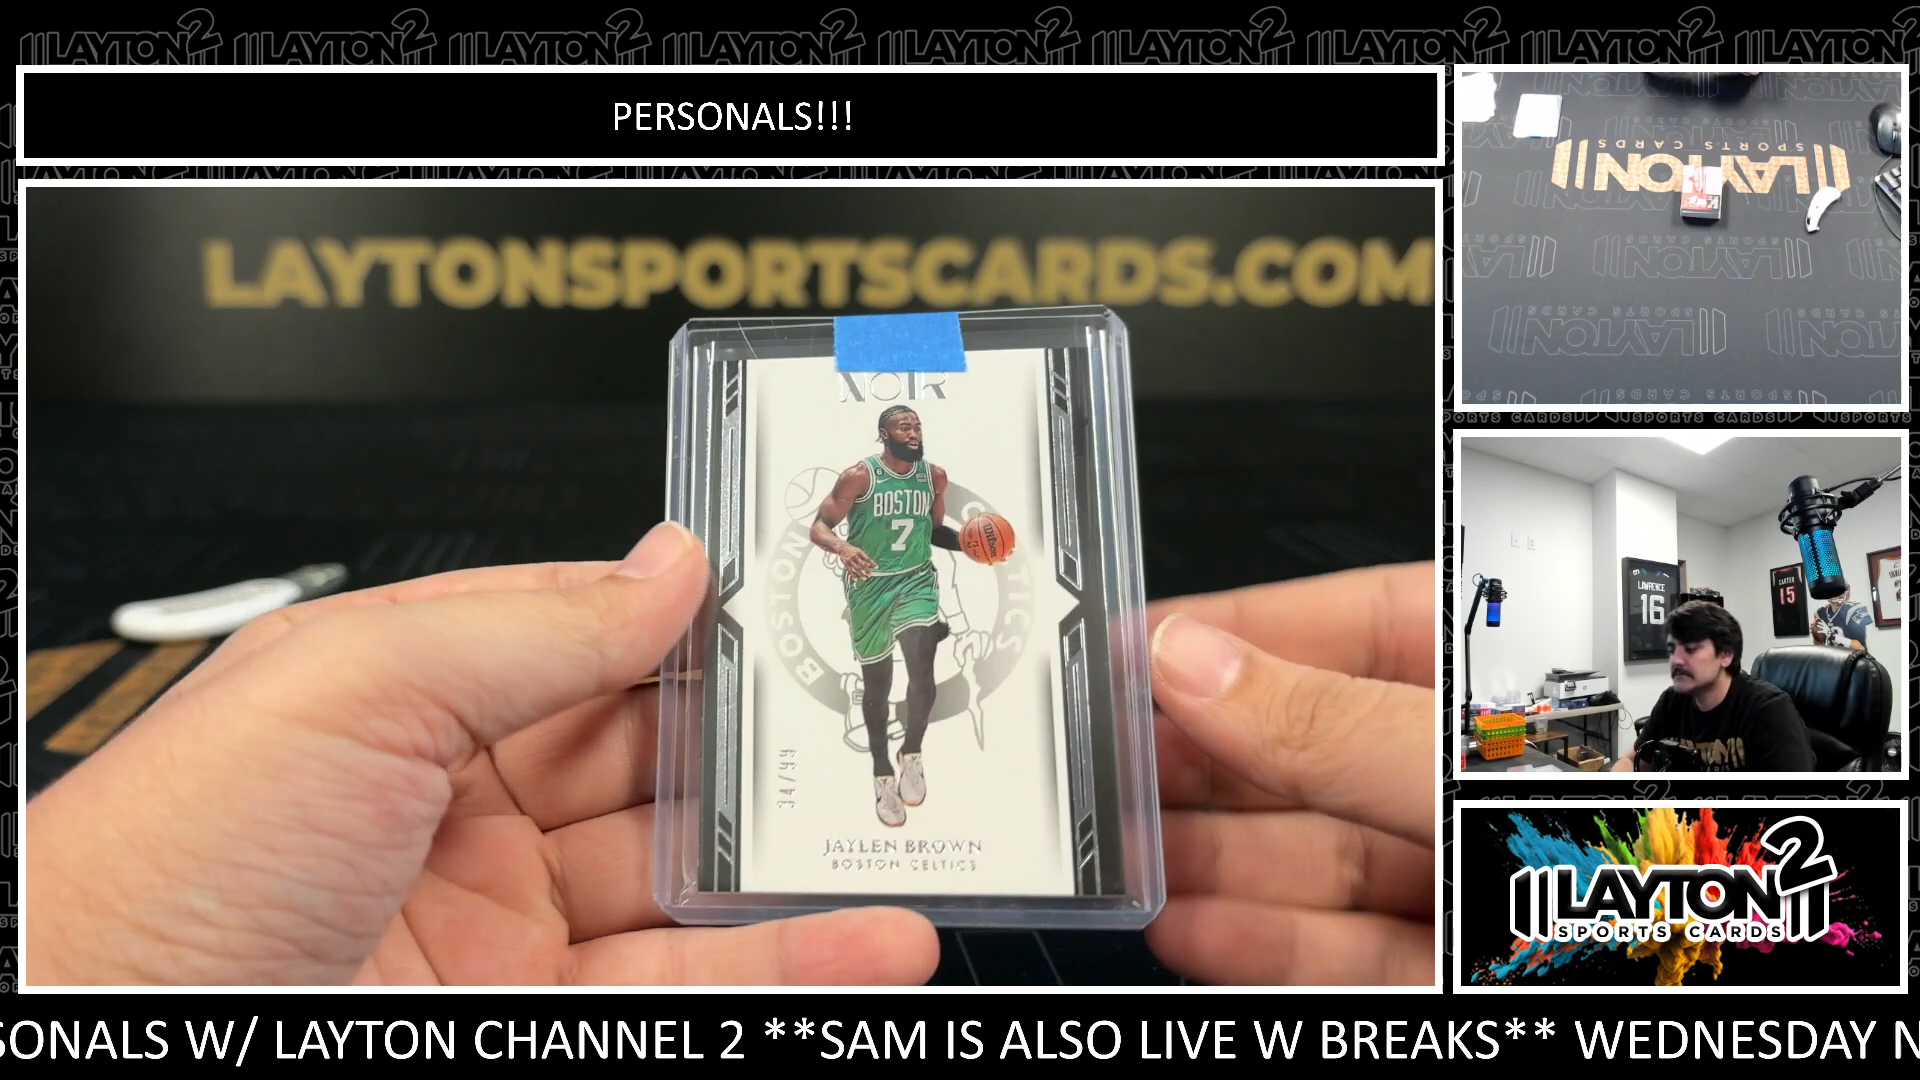 PERSONALS!!!
LAYTONSPORTSCARDS.COM
NOIR
BOSTON
7
BOSTON
34/99
JAYLEN BROWN
BOSTON CELTICS
LAYTON
SPORTS CARDS
LAWRENCE
16
CARTER
15
LAYTON 2
SPORTS CARDS
SONALS W/ LAYTON CHANNEL 2 **SAM IS ALSO LIVE W BREAKS** WEDNESDAY N